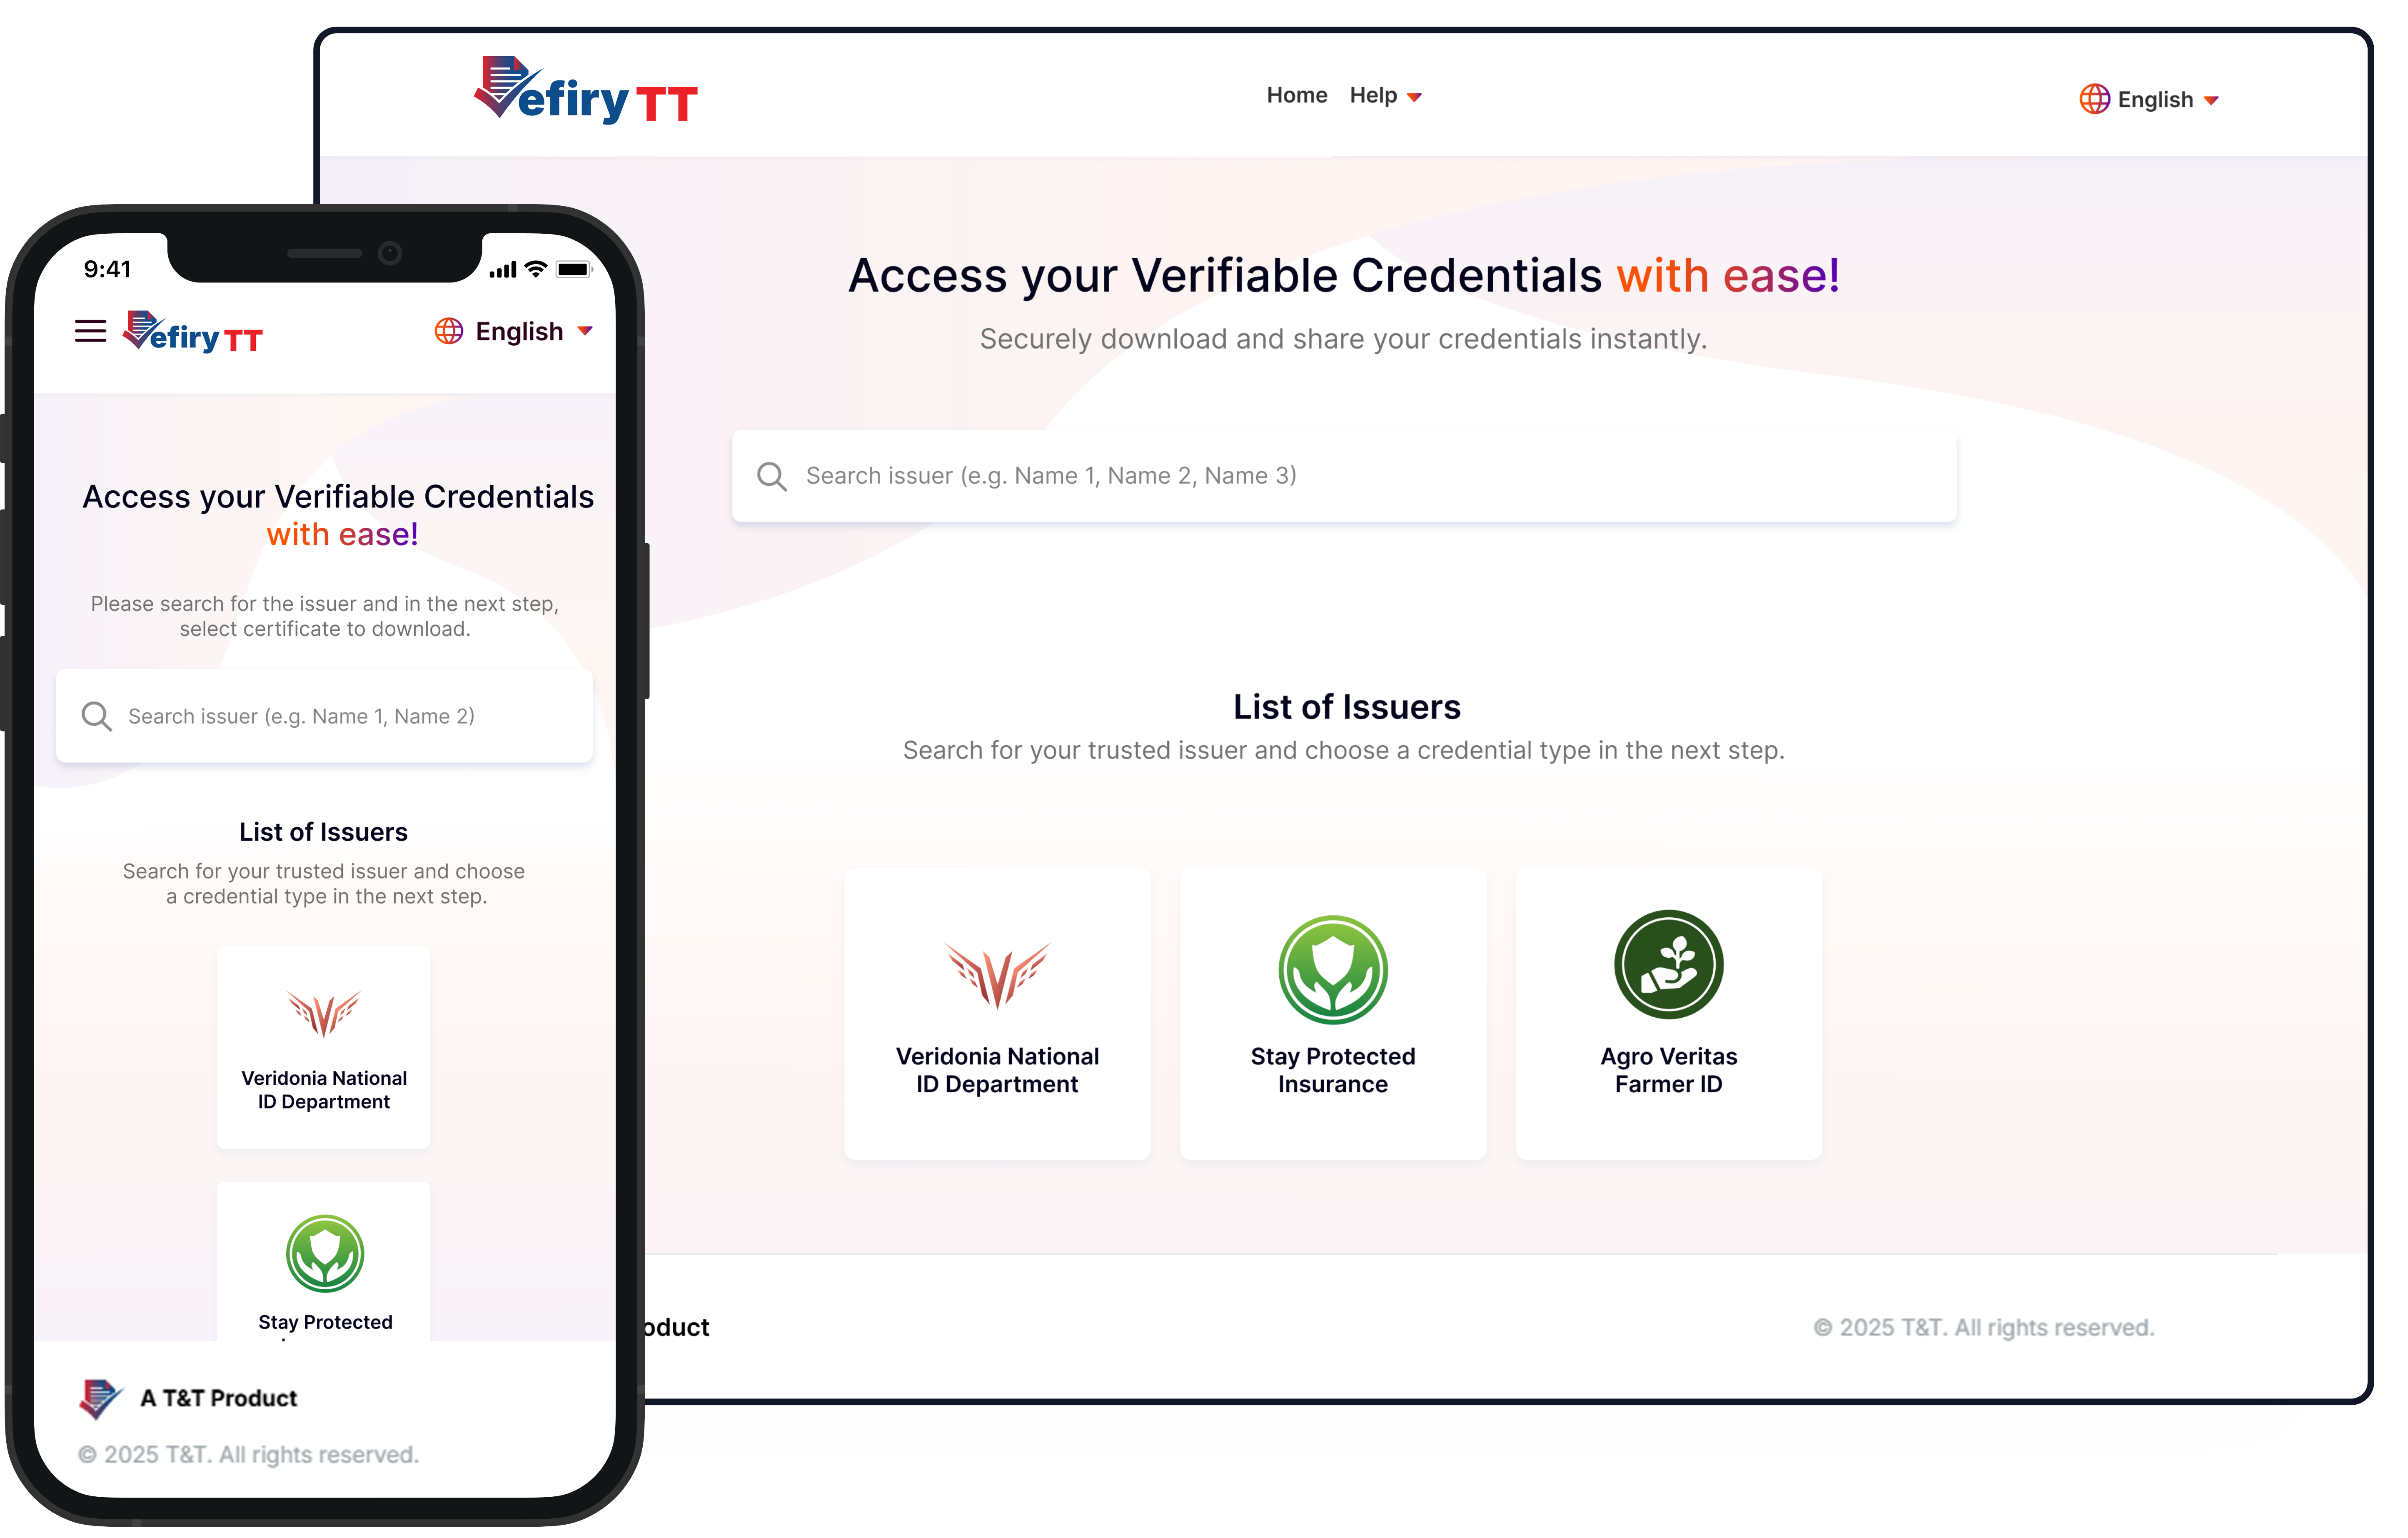 efiry TT
Home Help
English
Access your Verifiable Credentials with ease!
Securely download and share your credentials instantly.
Search issuer (e.g. Name 1, Name 2, Name 3)
List of Issuers
Search for your trusted issuer and choose a credential type in the next step.
Veridonia National
ID Department
Stay Protected
Insurance
Agro Veritas
Farmer ID
oduct
© 2025 T&T. All rights reserved.
9:41
efiry TT
English
Access your Verifiable Credentials
with ease!
Please search for the issuer and in the next step,
select certificate to download.
Search issuer (e.g. Name 1, Name 2)
List of Issuers
Search for your trusted issuer and choose
a credential type in the next step.
Veridonia National
ID Department
Stay Protected
A T&T Product
© 2025 T&T. All rights reserved.